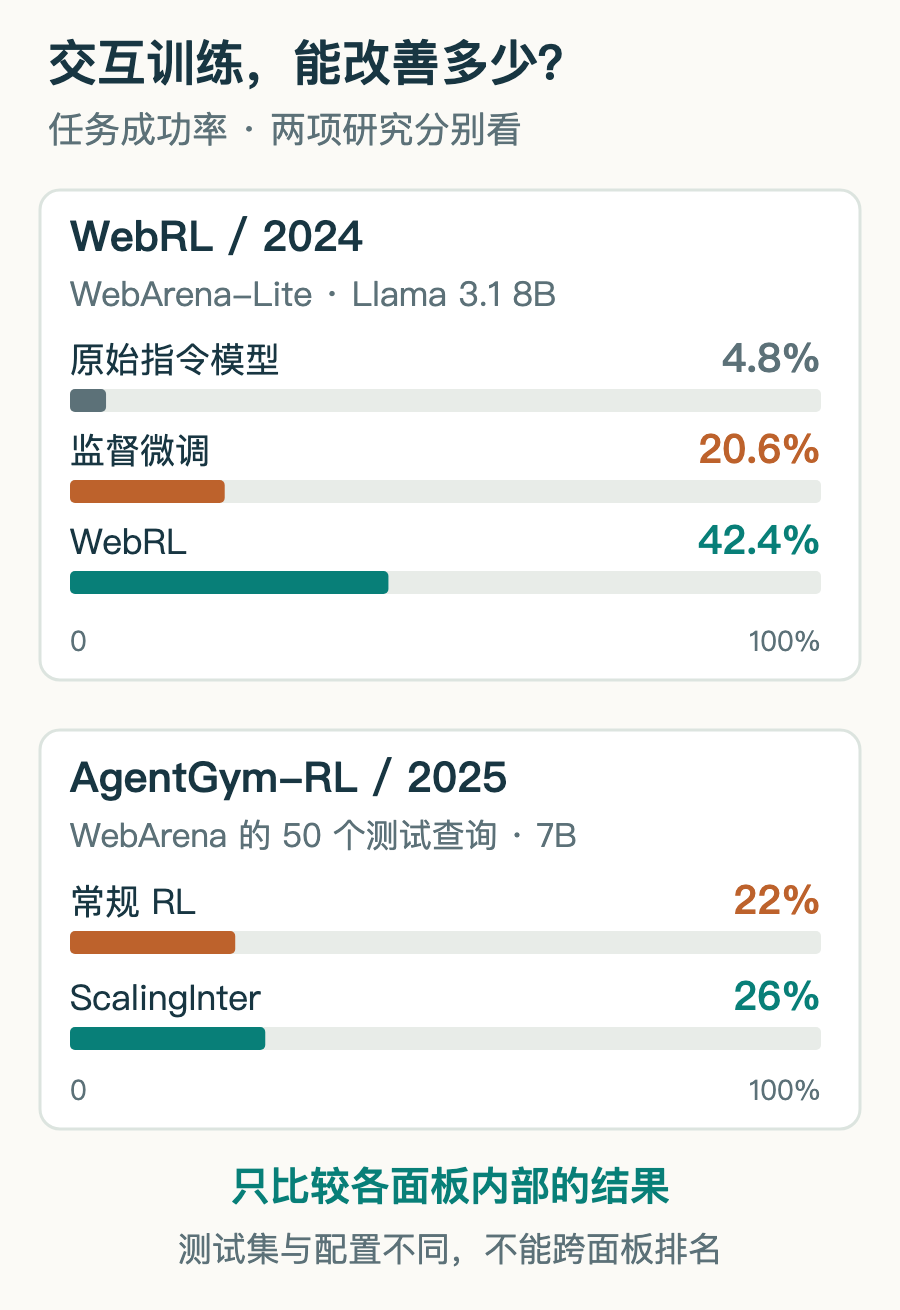 交互训练，能改善多少？
任务成功率 · 两项研究分别看
WebRL / 2024
WebArena–Lite · Llama 3.1 8B
原始指令模型 4.8%
监督微调 20.6%
WebRL 42.4%
0 100%
AgentGym–RL / 2025
WebArena 的 50 个测试查询 · 7B
常规 RL 22%
ScalingInter 26%
0 100%
只比较各面板内部的结果
测试集与配置不同，不能跨面板排名